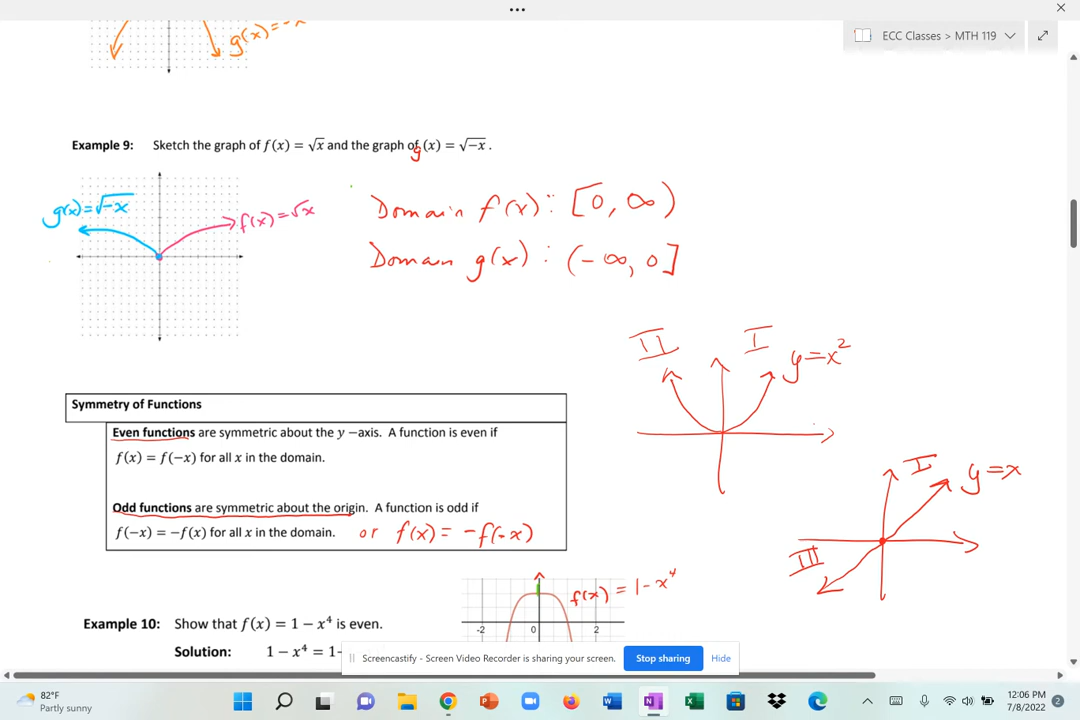 •••
ECC Classes > MTH 119
g(x)=-x
Example 9: Sketch the graph of f(x) = √x and the graph of g(x) = √−x .
g(x)=√-x
f(x)=√x
Domain f(x): [0, ∞)
Domain g(x): (-∞, 0]
II
I
y=x²
Symmetry of Functions
Even functions are symmetric about the y −axis. A function is even if
f(x) = f(−x) for all x in the domain.
Odd functions are symmetric about the origin. A function is odd if
f(−x) = −f(x) for all x in the domain. or f(x) = -f(-x)
I
y=x
III
f(x) = 1-x⁴
-2 0 2
Example 10: Show that f(x) = 1 − x⁴ is even.
Solution: 1 − x⁴ = 1-
Screencastify - Screen Video Recorder is sharing your screen. Stop sharing Hide
82°F
Partly sunny
12:06 PM
7/8/2022
2